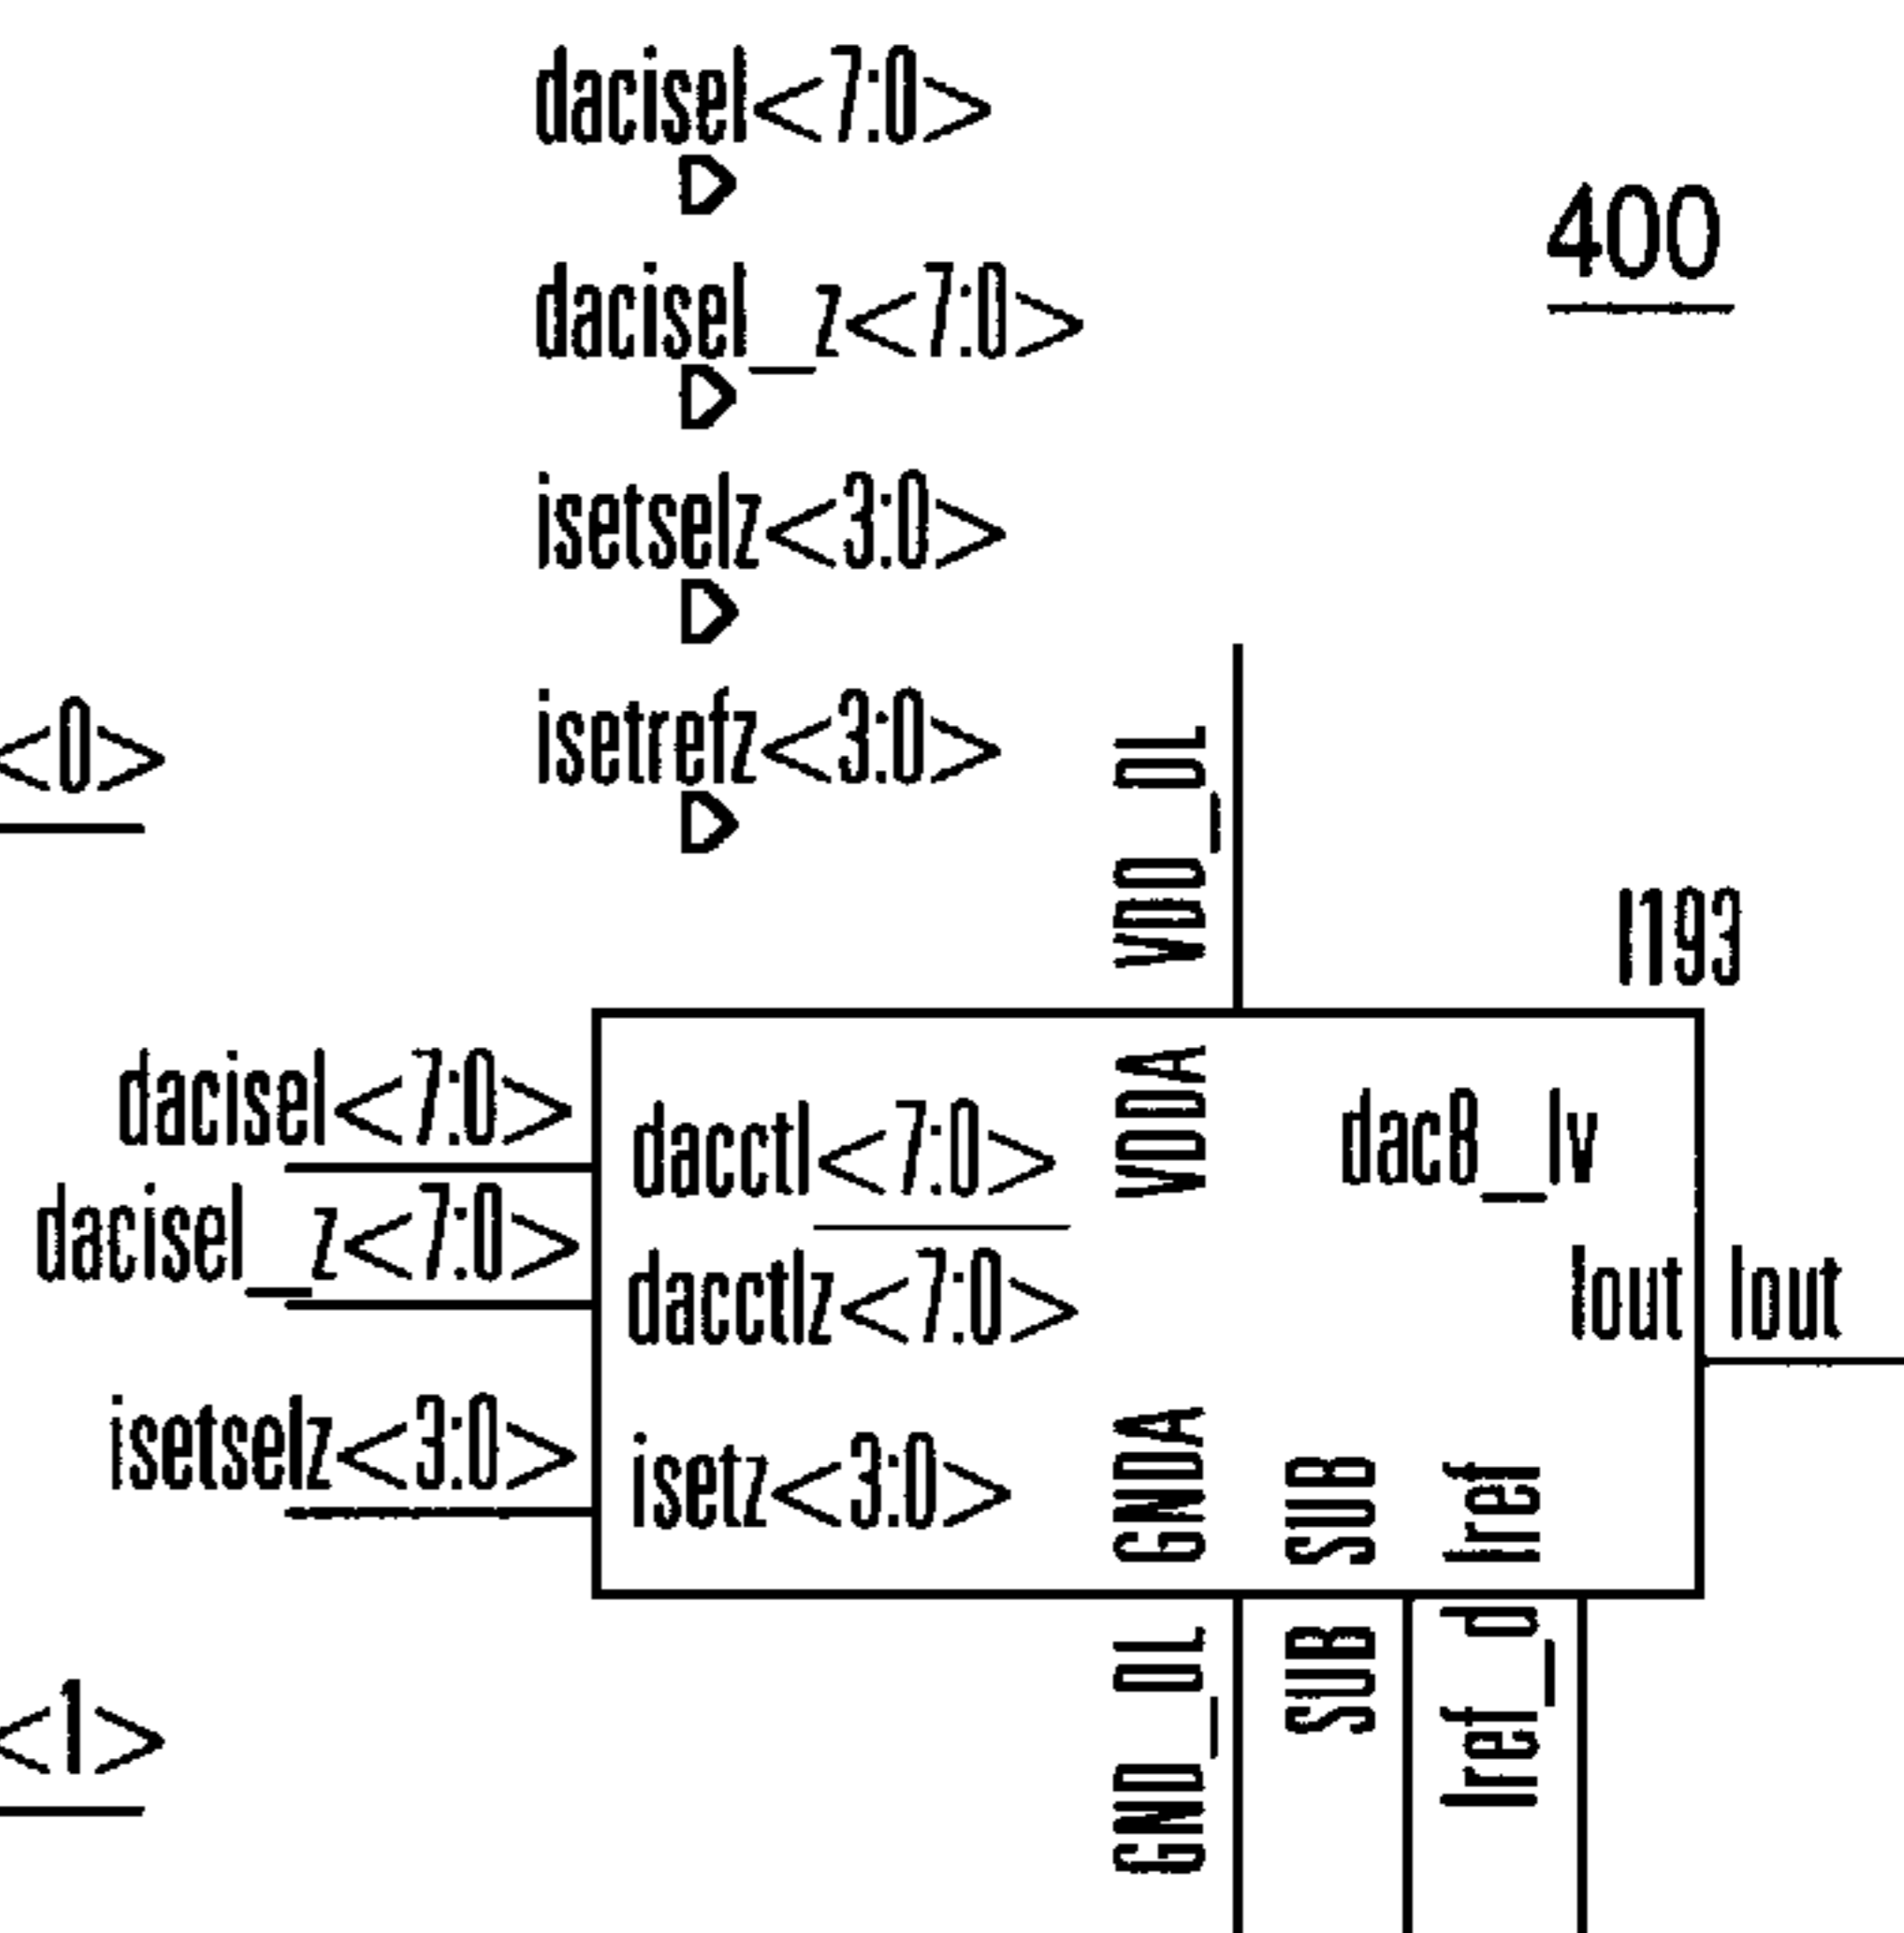 dacisel<7:0>
400
dacisel_z<7:0>
isetselz<3:0>
isetrefz<3:0>
<0>
VDD_DL
I193
dacisel<7:0>
dacctl<7:0>
VDDA
dac8_lv
dacisel_z<7:0>
dacctlz<7:0>
Iout
Iout
isetselz<3:0>
isetz<3:0>
GNDA
SUB
Iref
<1>
GND_DL
SUB
Iref_d